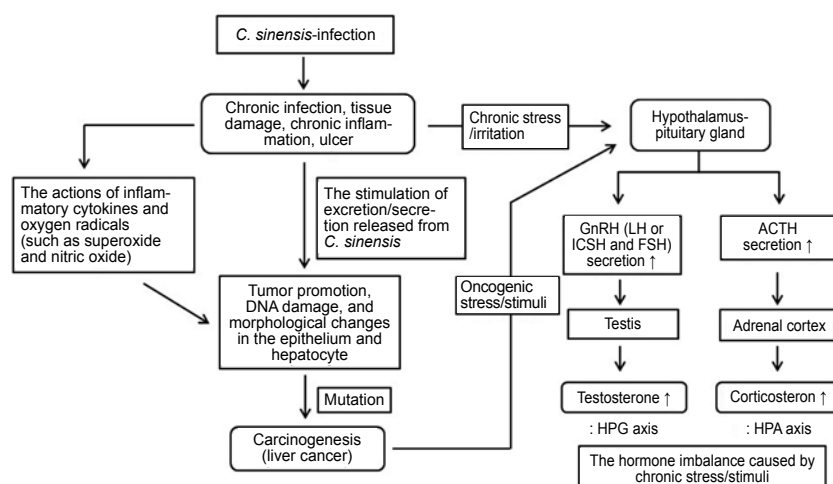 C. sinensis-infection
Chronic infection, tissue
damage, chronic inflam-
mation, ulcer
Chronic stress
/irritation
Hypothalamus-
pituitary gland
The actions of inflam-
matory cytokines and
oxygen radicals
(such as superoxide
and nitric oxide)
The stimulation of
excretion/secre-
tion released from
C. sinensis
GnRH (LH or
ICSH and FSH)
secretion ↑
ACTH
secretion ↑
Tumor promotion,
DNA damage, and
morphological changes
in the epithelium and
hepatocyte
Oncogenic
stress/stimuli
Testis
Adrenal cortex
Mutation
Testosterone ↑
Corticosteron ↑
: HPG axis
: HPA axis
Carcinogenesis
(liver cancer)
The hormone imbalance caused by
chronic stress/stimuli